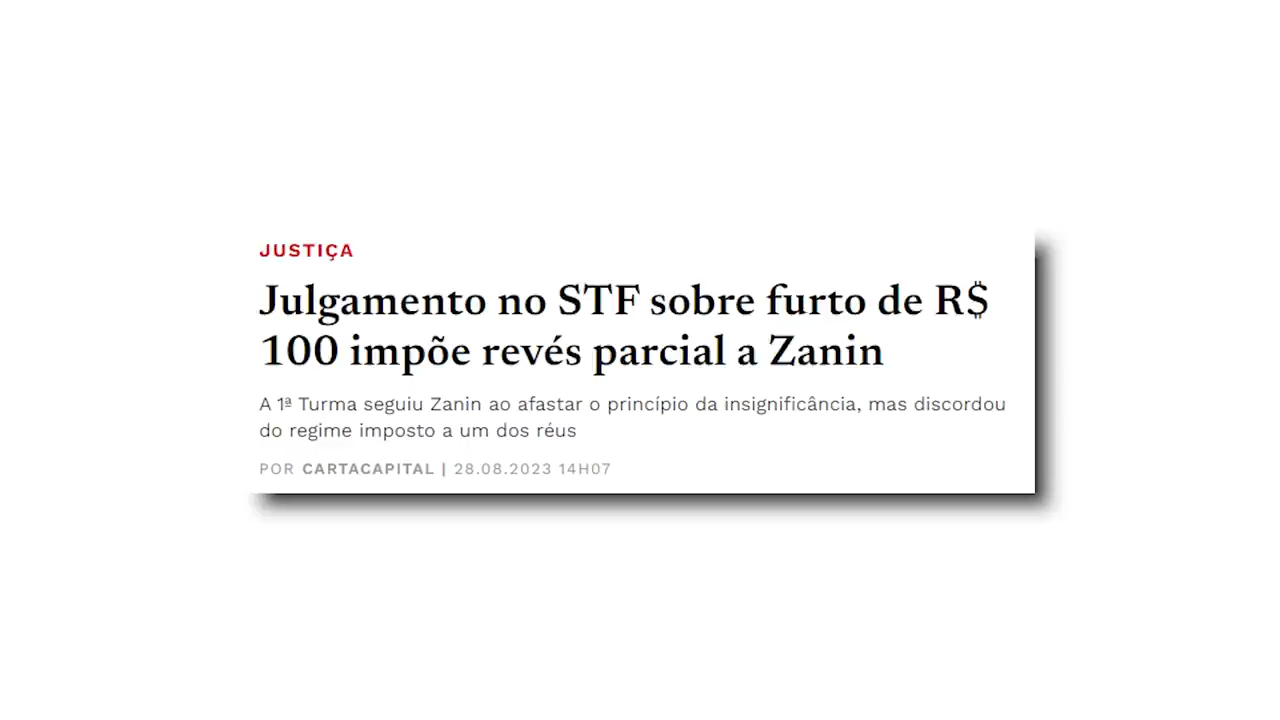 JUSTIÇA
Julgamento no STF sobre furto de R$
100 impõe revés parcial a Zanin
A 1ª Turma seguiu Zanin ao afastar o princípio da insignificância, mas discordou
do regime imposto a um dos réus
POR CARTACAPITAL | 28.08.2023 14H07